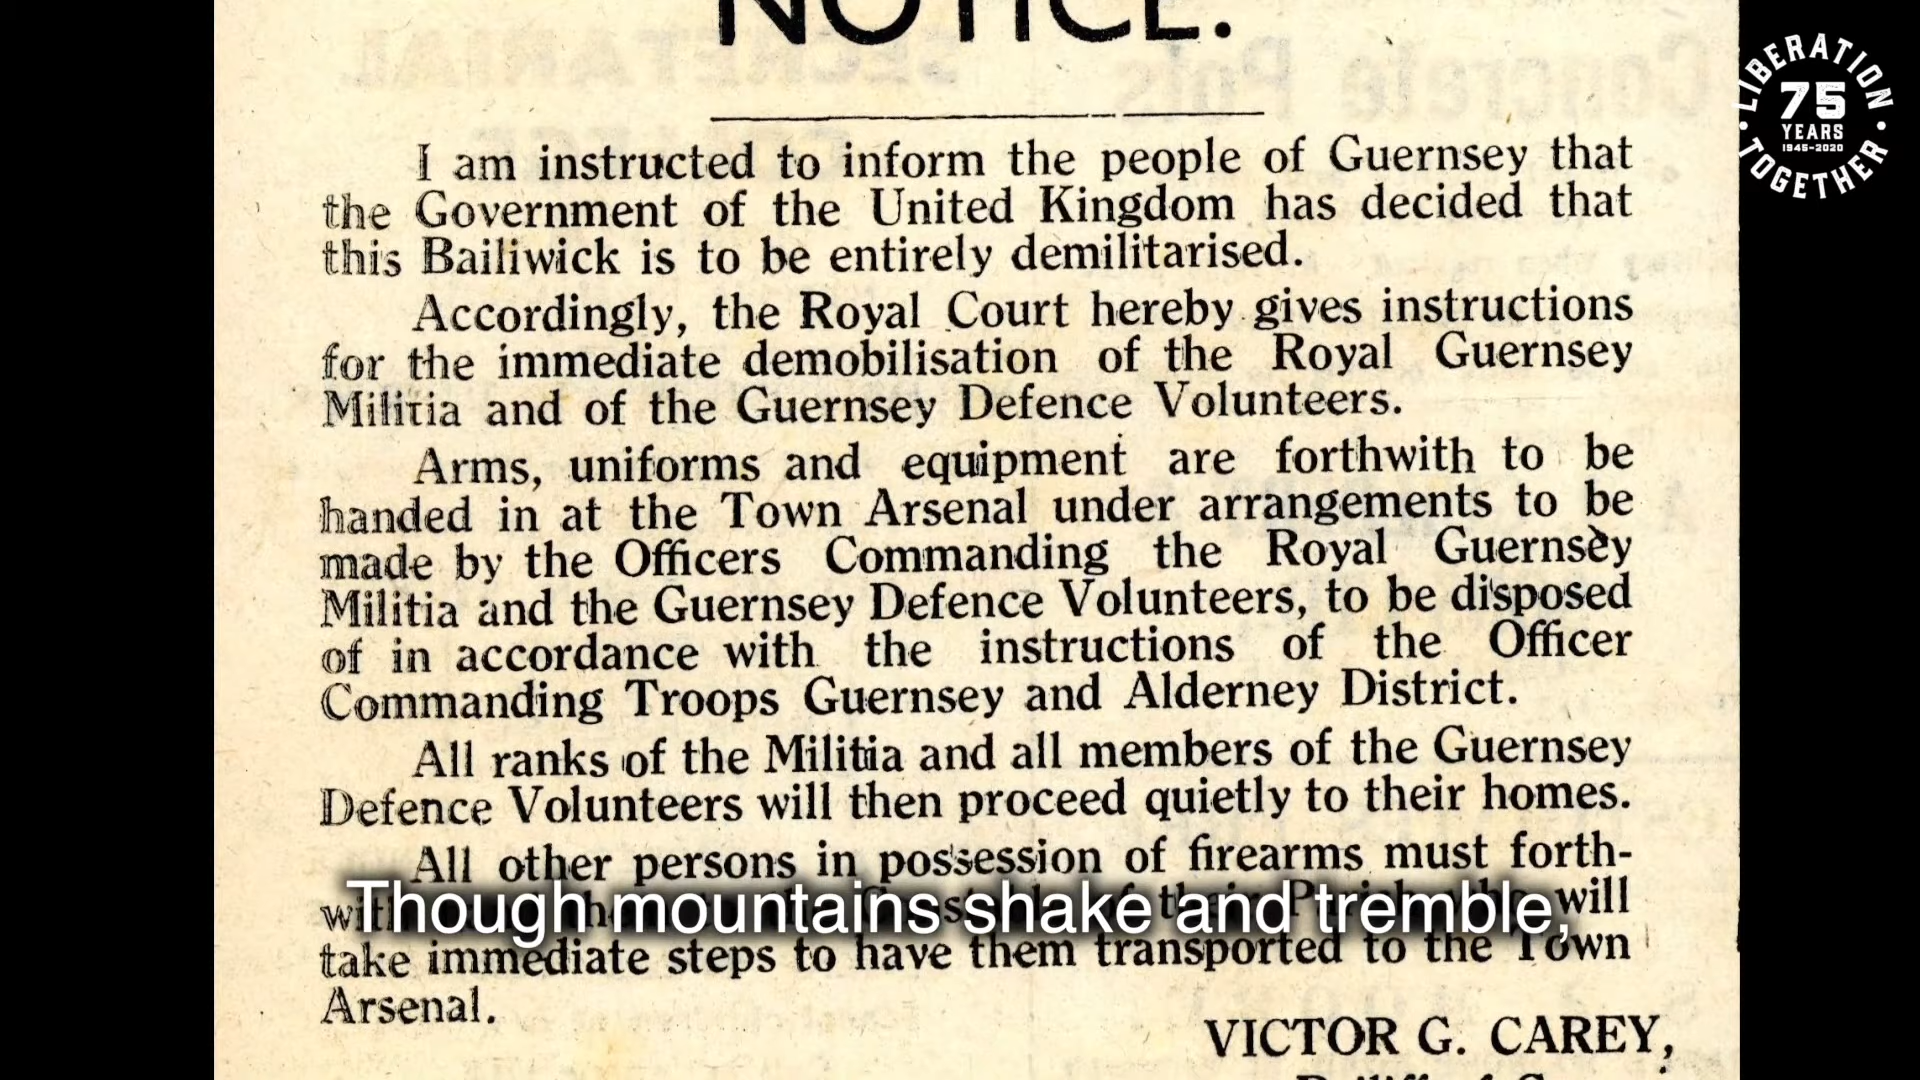 NOTICE.
I am instructed to inform the people of Guernsey that
the Government of the United Kingdom has decided that
this Bailiwick is to be entirely demilitarised.
Accordingly, the Royal Court hereby gives instructions
for the immediate demobilisation of the Royal Guernsey
Militia and of the Guernsey Defence Volunteers.
Arms, uniforms and equipment are forthwith to be
handed in at the Town Arsenal under arrangements to be
made by the Officers Commanding the Royal Guernsey
Militia and the Guernsey Defence Volunteers, to be disposed
of in accordance with the instructions of the Officer
Commanding Troops Guernsey and Alderney District.
All ranks of the Militia and all members of the Guernsey
Defence Volunteers will then proceed quietly to their homes.
All other persons in possession of firearms must forth-
will
Though mountains shake and tremble,
take immediate steps to have them transported to the Town
Arsenal.
VICTOR G. CAREY,
LIBERATION
75
YEARS
1945-2020
TOGETHER